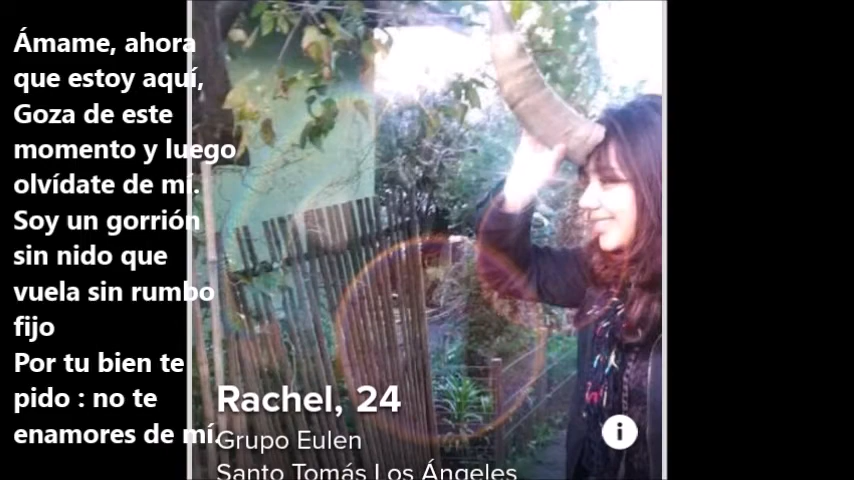 Ámame, ahora
que estoy aquí,
Goza de este
momento y luego
olvídate de mí.
Soy un gorrión
sin nido que
vuela sin rumbo
fijo
Por tu bien te
pido : no te
enamores de mí.
Rachel, 24
i
Grupo Eulen
Santo Tomás Los Ángeles